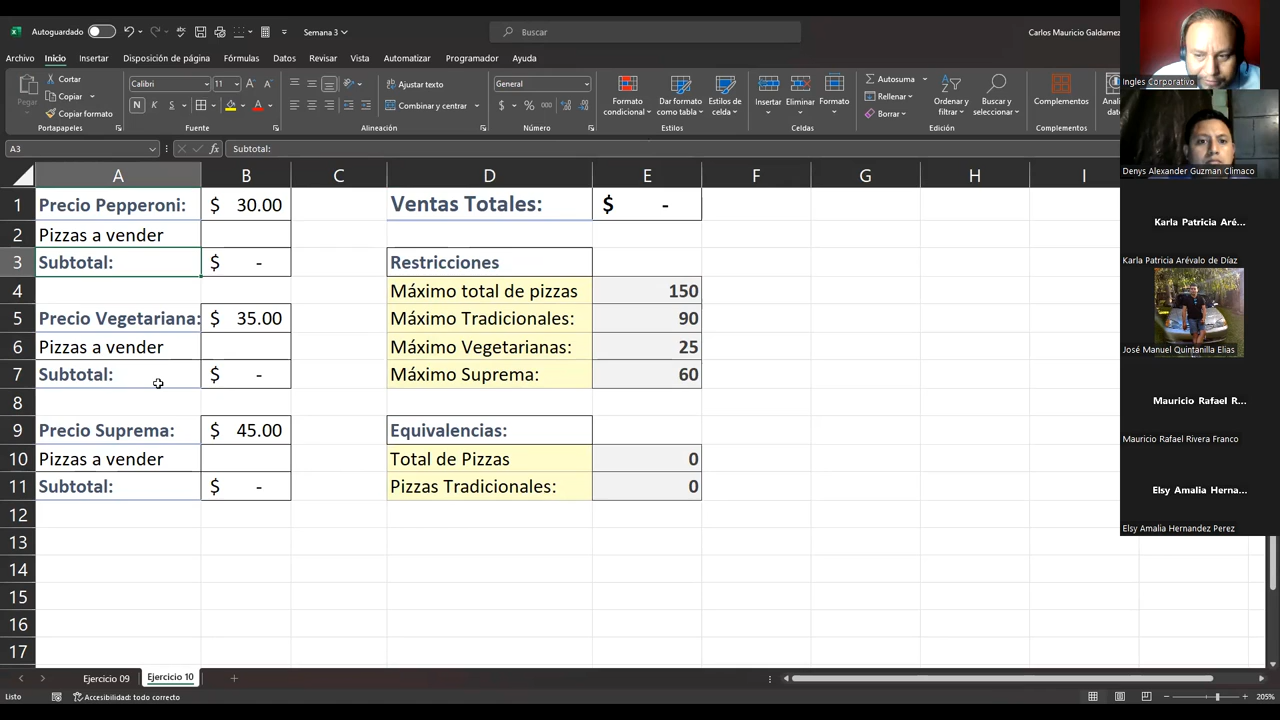 Autoguardado
Semana 3
Buscar
Carlos Mauricio Galdamez
Archivo Inicio Insertar Disposición de página Fórmulas Datos Revisar Vista Automatizar Programador Ayuda
Pegar
Cortar
Copiar
Copiar formato
Portapapeles
Calibri 11
N K S
Fuente
Ajustar texto
Combinar y centrar
Alineación
General
$ % 000
Número
Formato condicional
Dar formato como tabla
Estilos de celda
Estilos
Insertar Eliminar Formato
Celdas
Autosuma
Rellenar
Borrar
Ordenar y filtrar
Buscar y seleccionar
Edición
Complementos
Complementos
A3
fx
Subtotal:
A B C D E F G H I
1 Precio Pepperoni: $ 30.00 Ventas Totales: $ -
2 Pizzas a vender
3 Subtotal: $ - Restricciones
4 Máximo total de pizzas 150
5 Precio Vegetariana: $ 35.00 Máximo Tradicionales: 90
6 Pizzas a vender Máximo Vegetarianas: 25
7 Subtotal: $ - Máximo Suprema: 60
8
9 Precio Suprema: $ 45.00 Equivalencias:
10 Pizzas a vender Total de Pizzas 0
11 Subtotal: $ - Pizzas Tradicionales: 0
12
13
14
15
16
17
Ejercicio 09 Ejercicio 10
Listo
Accesibilidad: todo correcto
205%
Ingles Corporativo
Denys Alexander Guzman Climaco
Karla Patricia Aré...
Karla Patricia Arévalo de Díaz
José Manuel Quintanilla Elias
Mauricio Rafael R...
Mauricio Rafael Rivera Franco
Elsy Amalia Herna...
Elsy Amalia Hernandez Perez